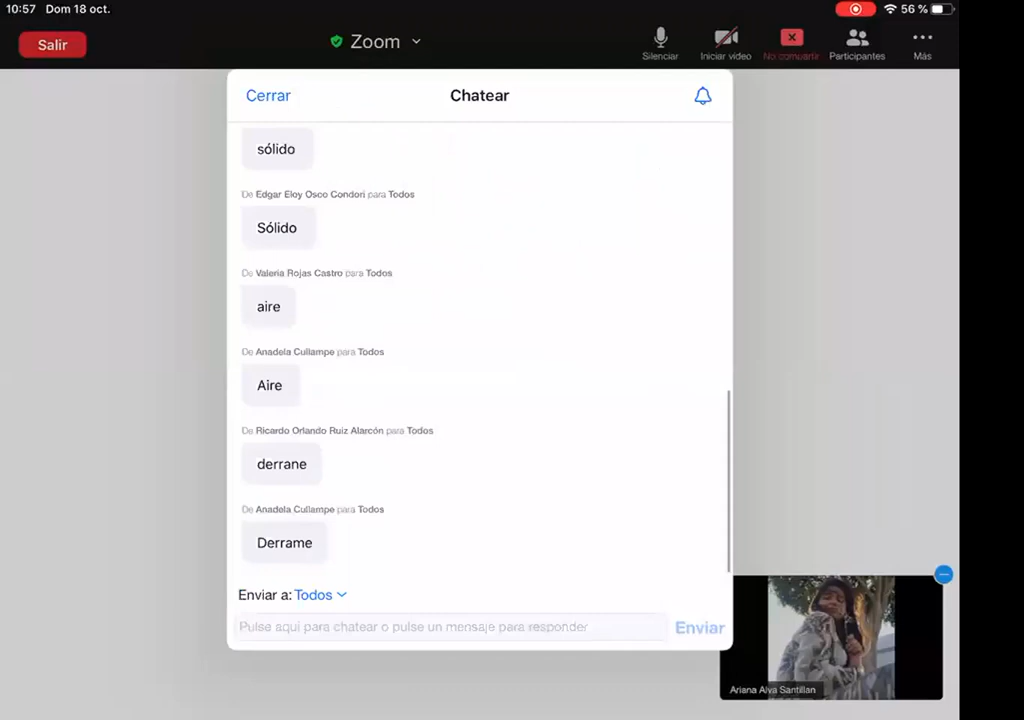 10:57 Dom 18 oct.
56 %
Salir
Zoom
Silenciar
Iniciar video
No compartir
Participantes
Más
Cerrar
Chatear
sólido
De Edgar Eloy Osco Condori para Todos
Sólido
De Valeria Rojas Castro para Todos
aire
De Anadela Cullampe para Todos
Aire
De Ricardo Orlando Ruiz Alarcón para Todos
derrane
De Anadela Cullampe para Todos
Derrame
Enviar a: Todos
Pulse aquí para chatear o pulse un mensaje para responder
Enviar
Ariana Alva Santillan